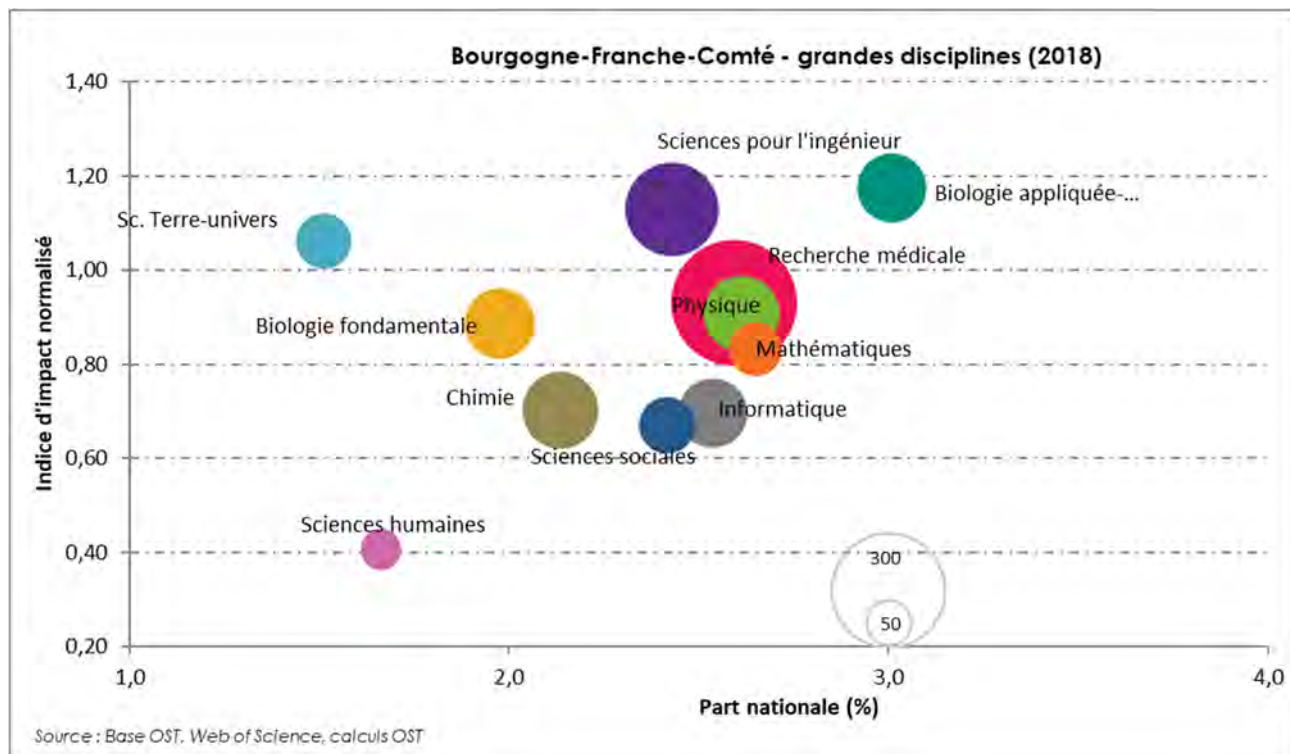 Bourgogne-Franche-Comté - grandes disciplines (2018)
1,40
Sciences pour l'ingénieur
1,20
Biologie appliquée-...
Sc. Terre-univers
1,00
Recherche médicale
Physique
Biologie fondamentale
Mathématiques
0,80
Chimie
Informatique
0,60
Sciences sociales
Sciences humaines
0,40
300
50
0,20
1,0 2,0 3,0 4,0
Indice d'impact normalisé
Part nationale (%)
Source : Base OST, Web of Science, calculs OST